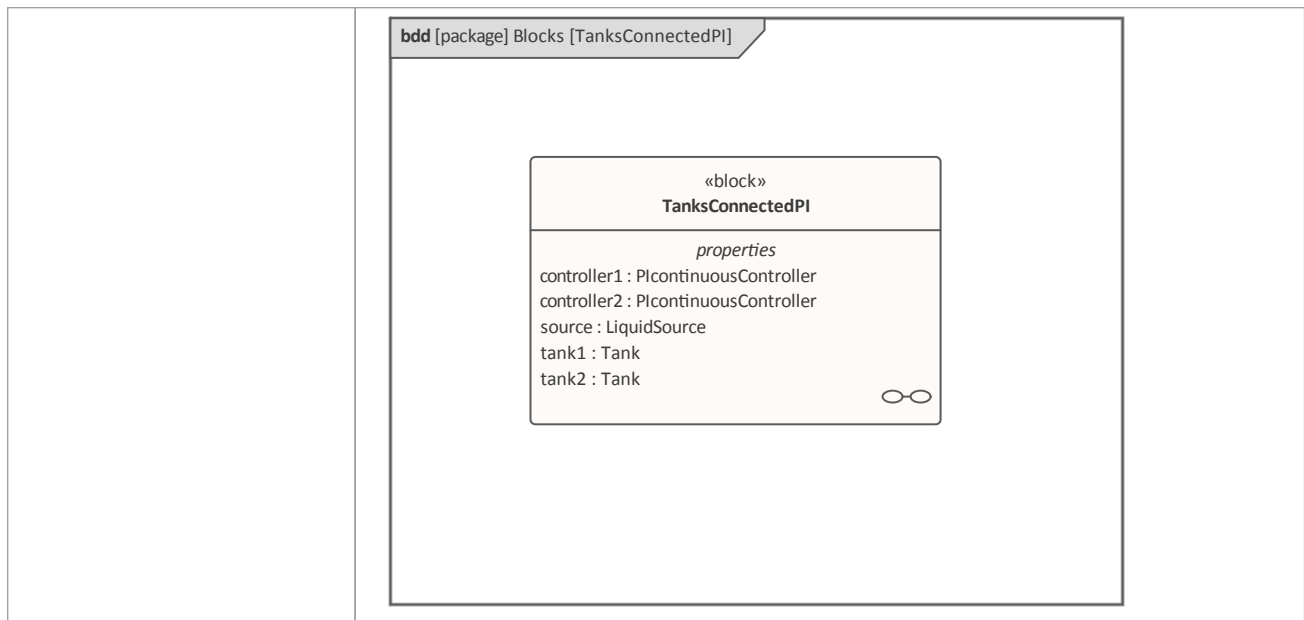 bdd [package] Blocks [TanksConnectedPI]
«block»
TanksConnectedPI
properties
controller1 : PIcontinuousController
controller2 : PIcontinuousController
source : LiquidSource
tank1 : Tank
tank2 : Tank